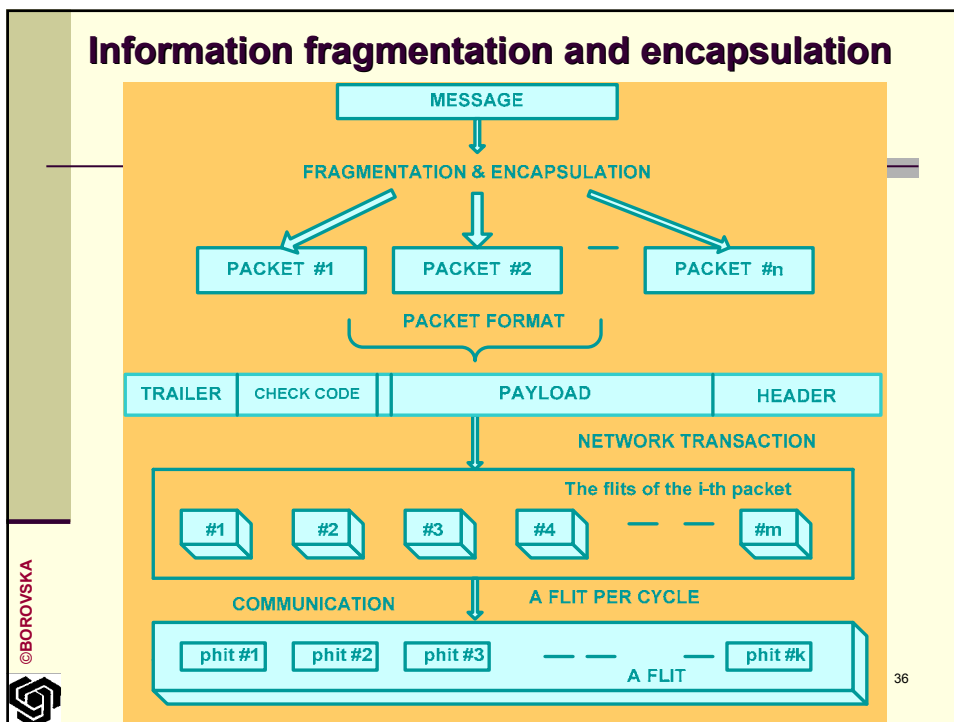 Information fragmentation and encapsulation
MESSAGE
FRAGMENTATION & ENCAPSULATION
PACKET #1 PACKET #2 PACKET #n
PACKET FORMAT
TRAILER CHECK CODE PAYLOAD HEADER
NETWORK TRANSACTION
The flits of the i-th packet
#1 #2 #3 #4 #m
COMMUNICATION A FLIT PER CYCLE
phit #1 phit #2 phit #3 phit #k
A FLIT
©BOROVSKA
36